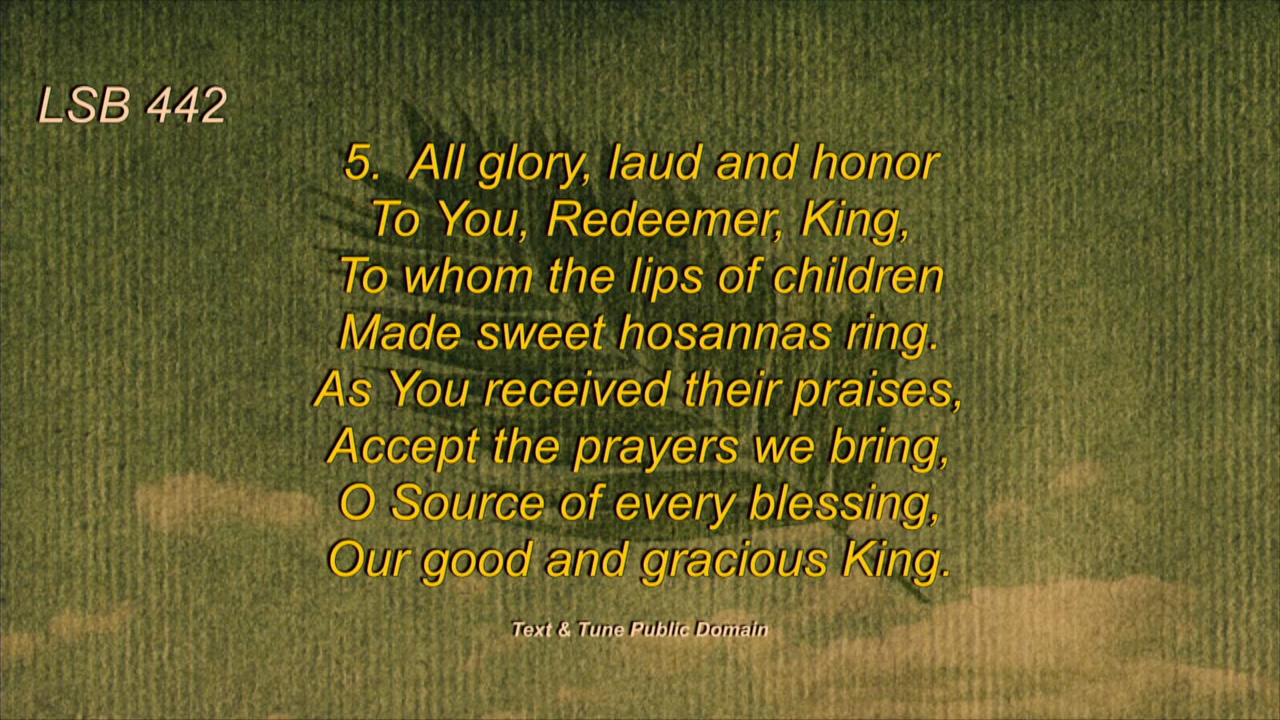 LSB 442
5. All glory, laud and honor
To You, Redeemer, King,
To whom the lips of children
Made sweet hosannas ring.
As You received their praises,
Accept the prayers we bring,
O Source of every blessing,
Our good and gracious King.
Text & Tune Public Domain